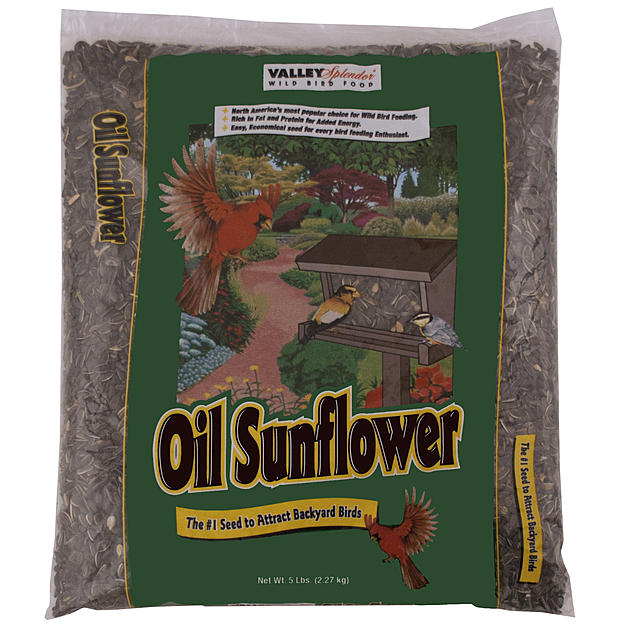 VALLEY Splendor
WILD BIRD FOOD
North America's most popular choice for Wild Bird Feeding.
Rich in Fat and Protein for Added Energy.
Easy, Economical seed for every bird feeding Enthusiast.
Oil Sunflower
Oil Sunflower
The #1 Seed to Attract Backyard Birds
The #1 Seed to Attract Backyard Birds
Net Wt. 5 Lbs. (2.27 kg)